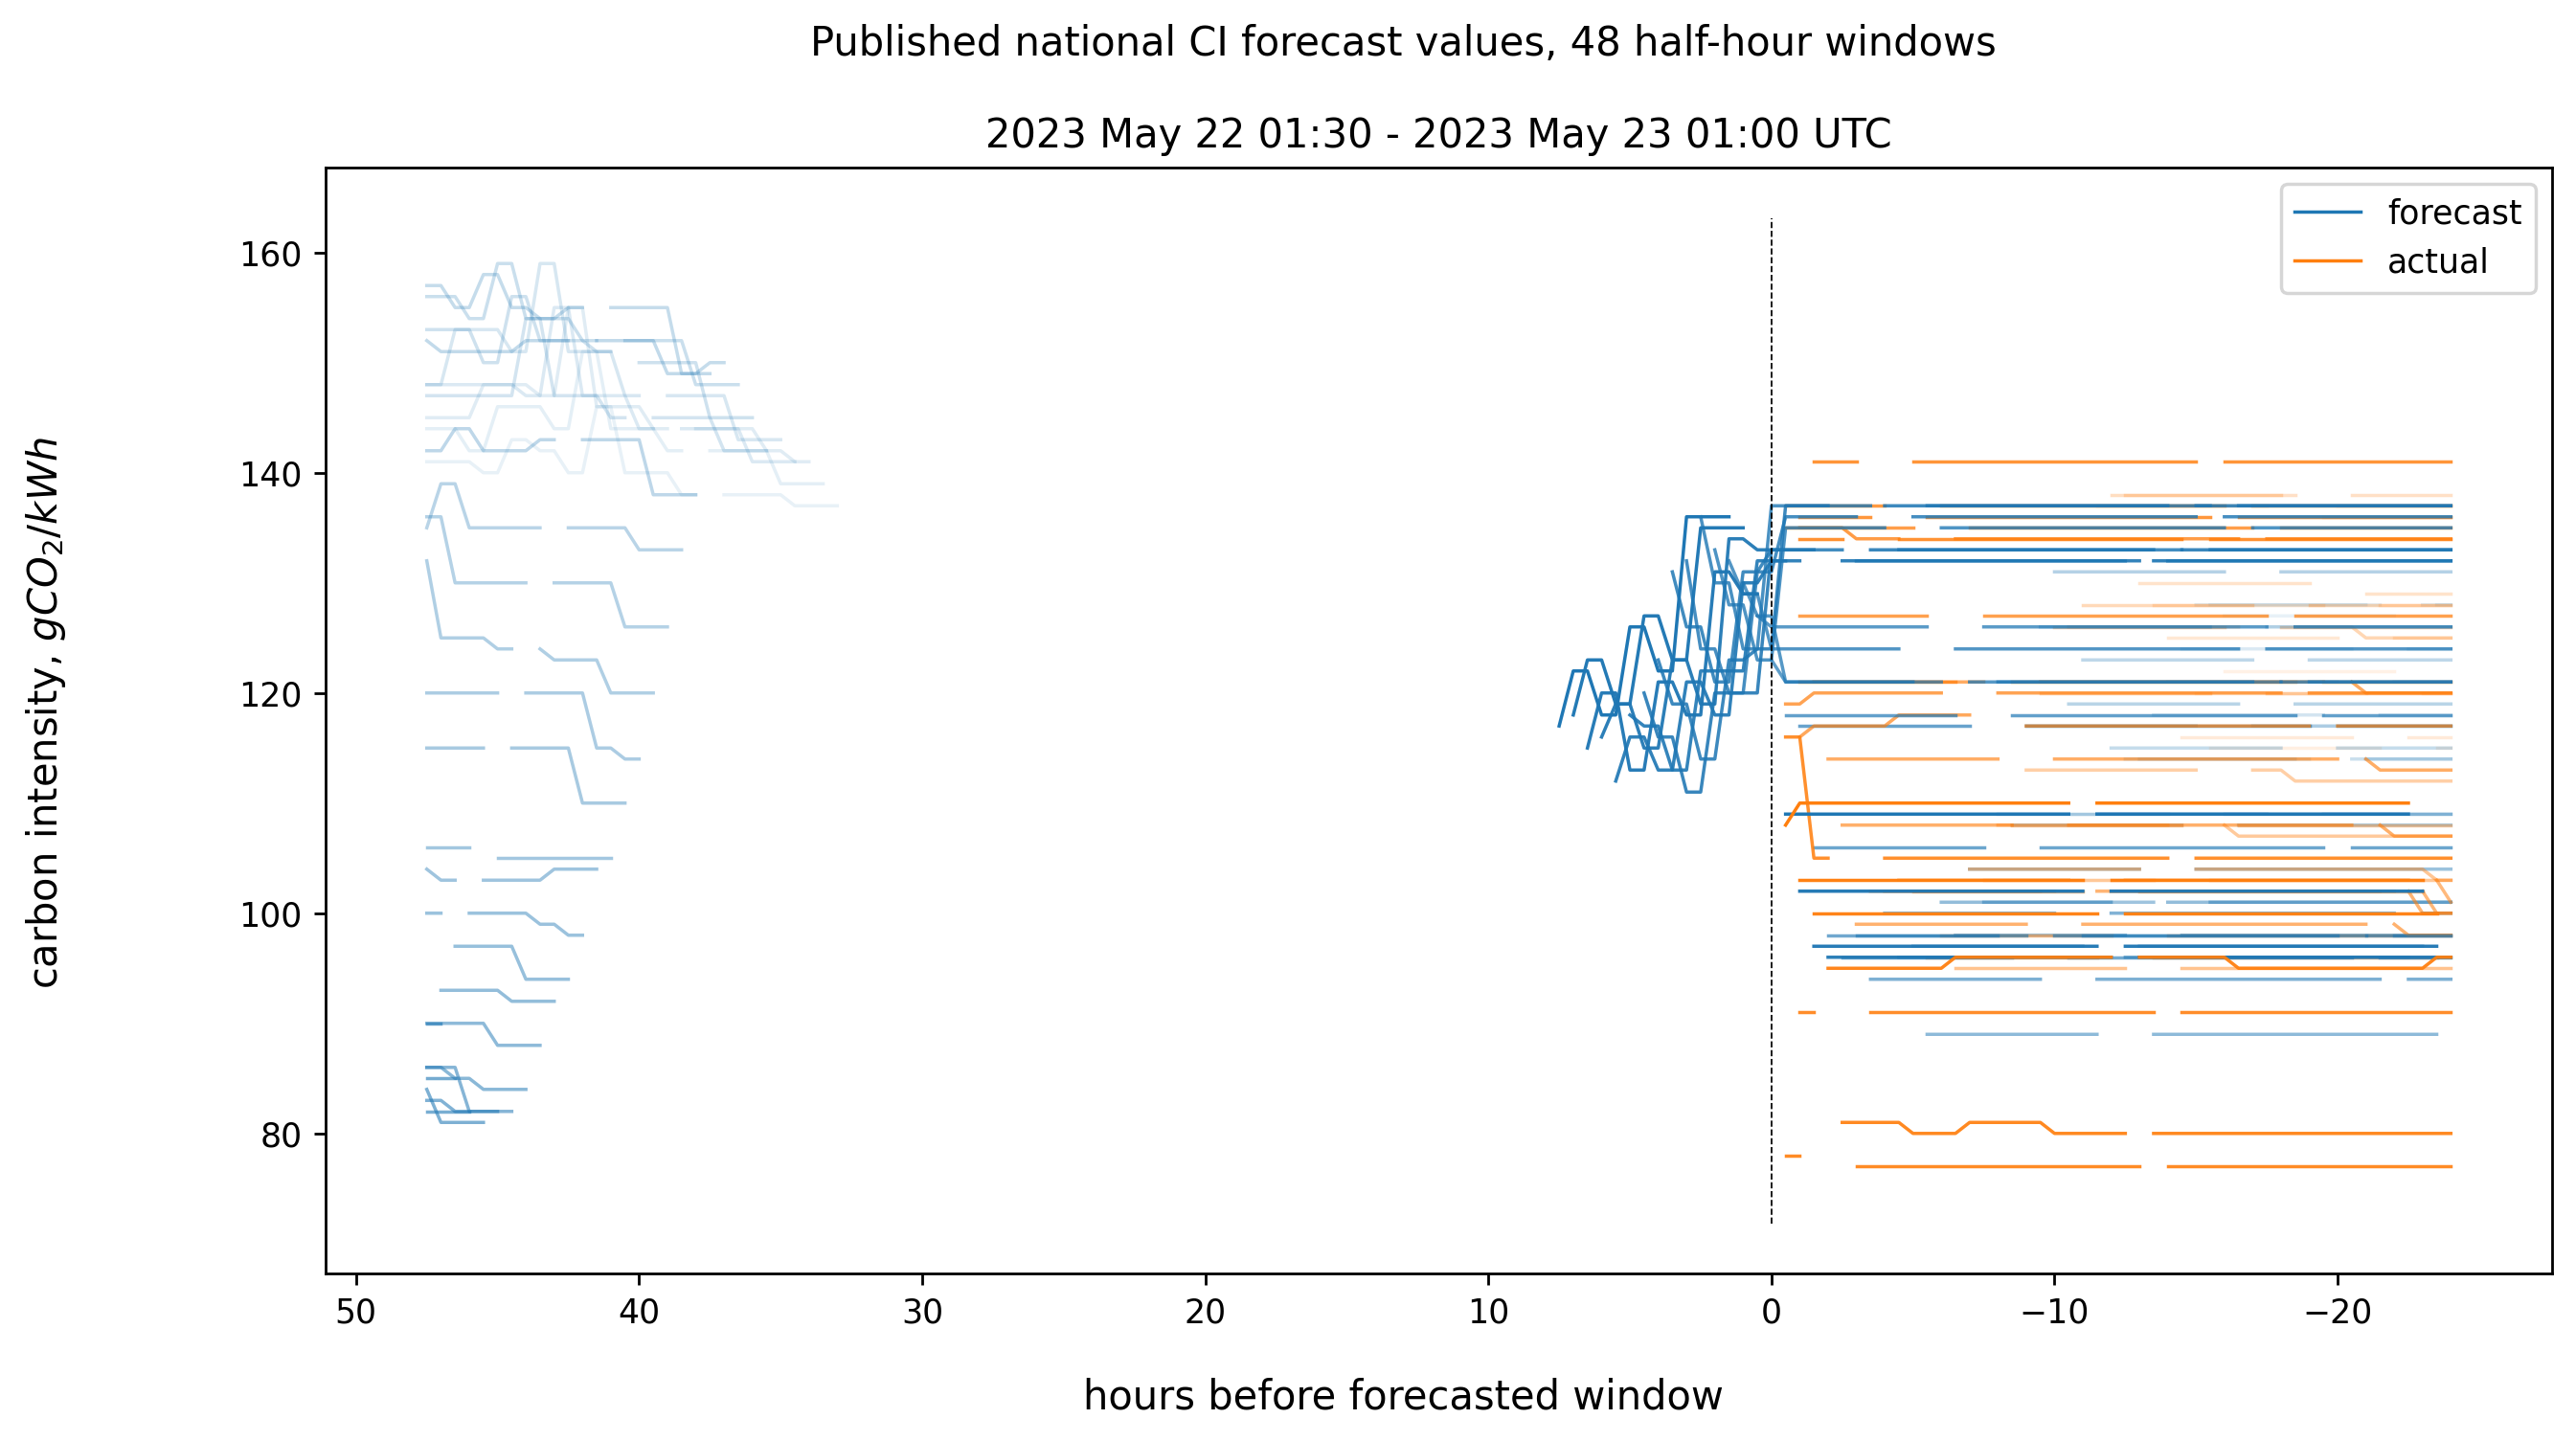 Published national CI forecast values, 48 half-hour windows
2023 May 22 01:30 - 2023 May 23 01:00 UTC
forecast
actual
carbon intensity, gCO₂/kWh
160
140
120
100
80
50
40
30
20
10
0
−10
−20
hours before forecasted window